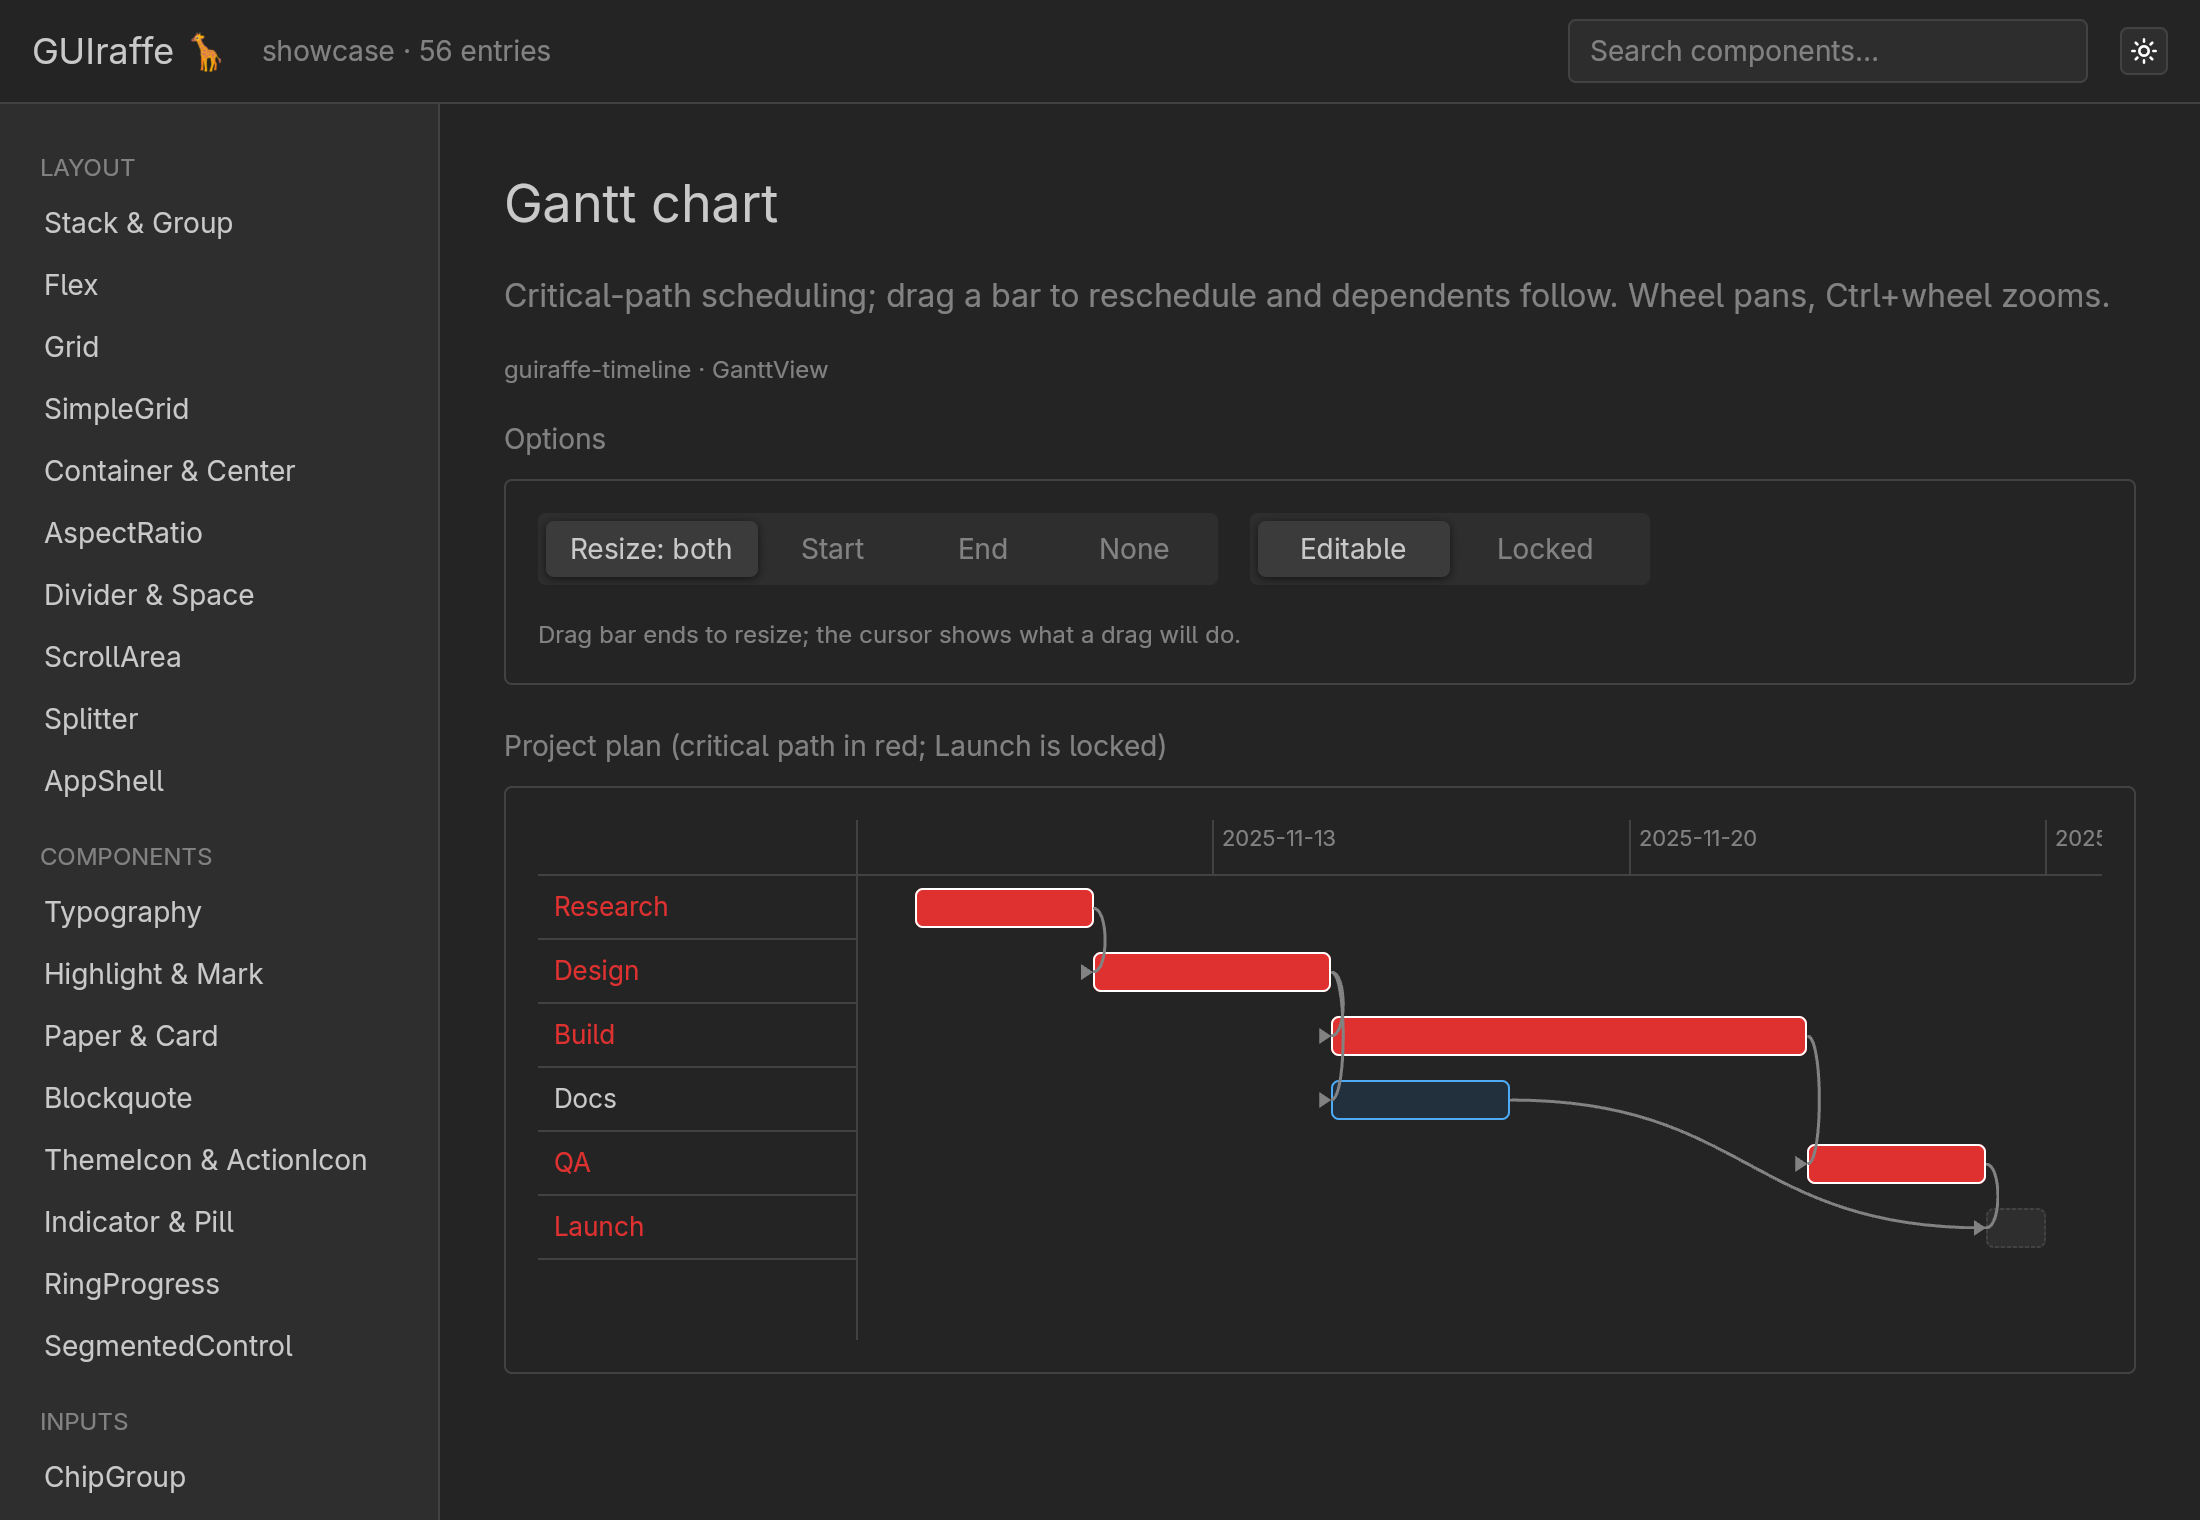 GUIraffe 🦒 showcase · 56 entries
Search components...
LAYOUT
Stack & Group
Flex
Grid
SimpleGrid
Container & Center
AspectRatio
Divider & Space
ScrollArea
Splitter
AppShell
COMPONENTS
Typography
Highlight & Mark
Paper & Card
Blockquote
ThemeIcon & ActionIcon
Indicator & Pill
RingProgress
SegmentedControl
INPUTS
ChipGroup
Gantt chart
Critical-path scheduling; drag a bar to reschedule and dependents follow. Wheel pans, Ctrl+wheel zooms.
guiraffe-timeline · GanttView
Options
Resize: both Start End None Editable Locked
Drag bar ends to resize; the cursor shows what a drag will do.
Project plan (critical path in red; Launch is locked)
2025-11-13 2025-11-20 2025
Research
Design
Build
Docs
QA
Launch